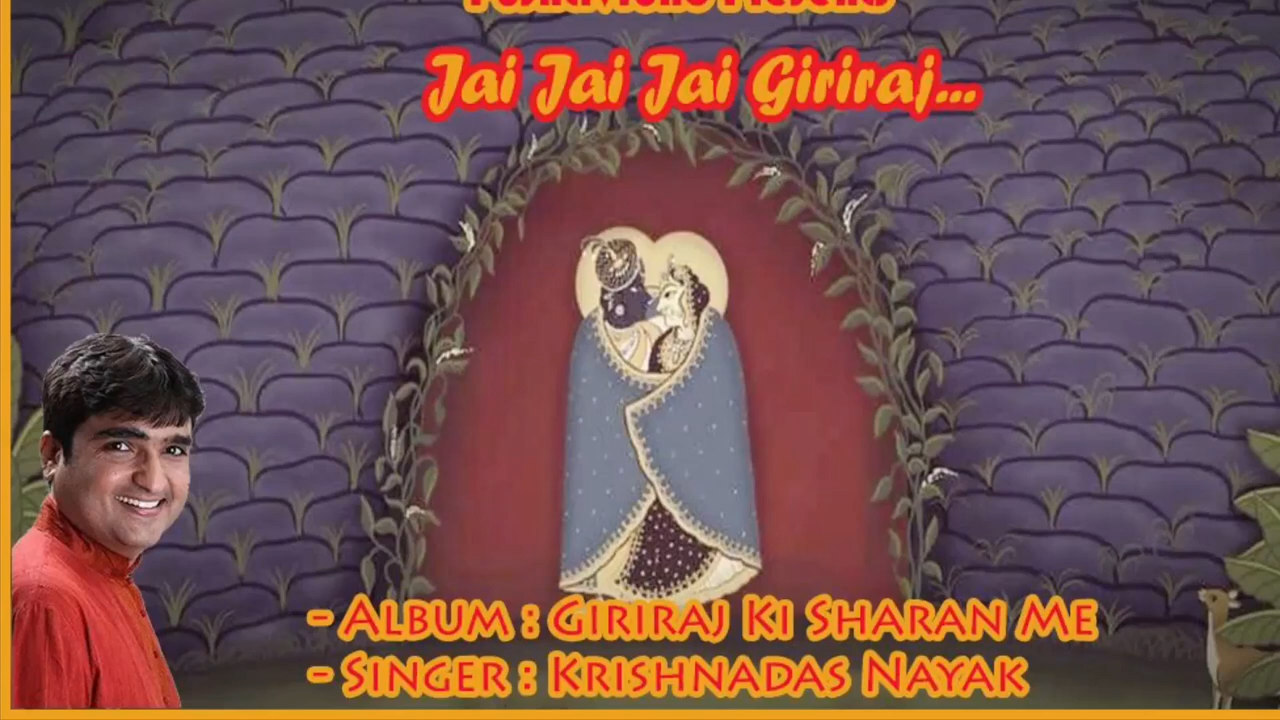 Jai Jai Jai Giriraj...
- ALBUM : GIRIRAJ KI SHARAN ME
- SINGER : KRISHNADAS NAYAK